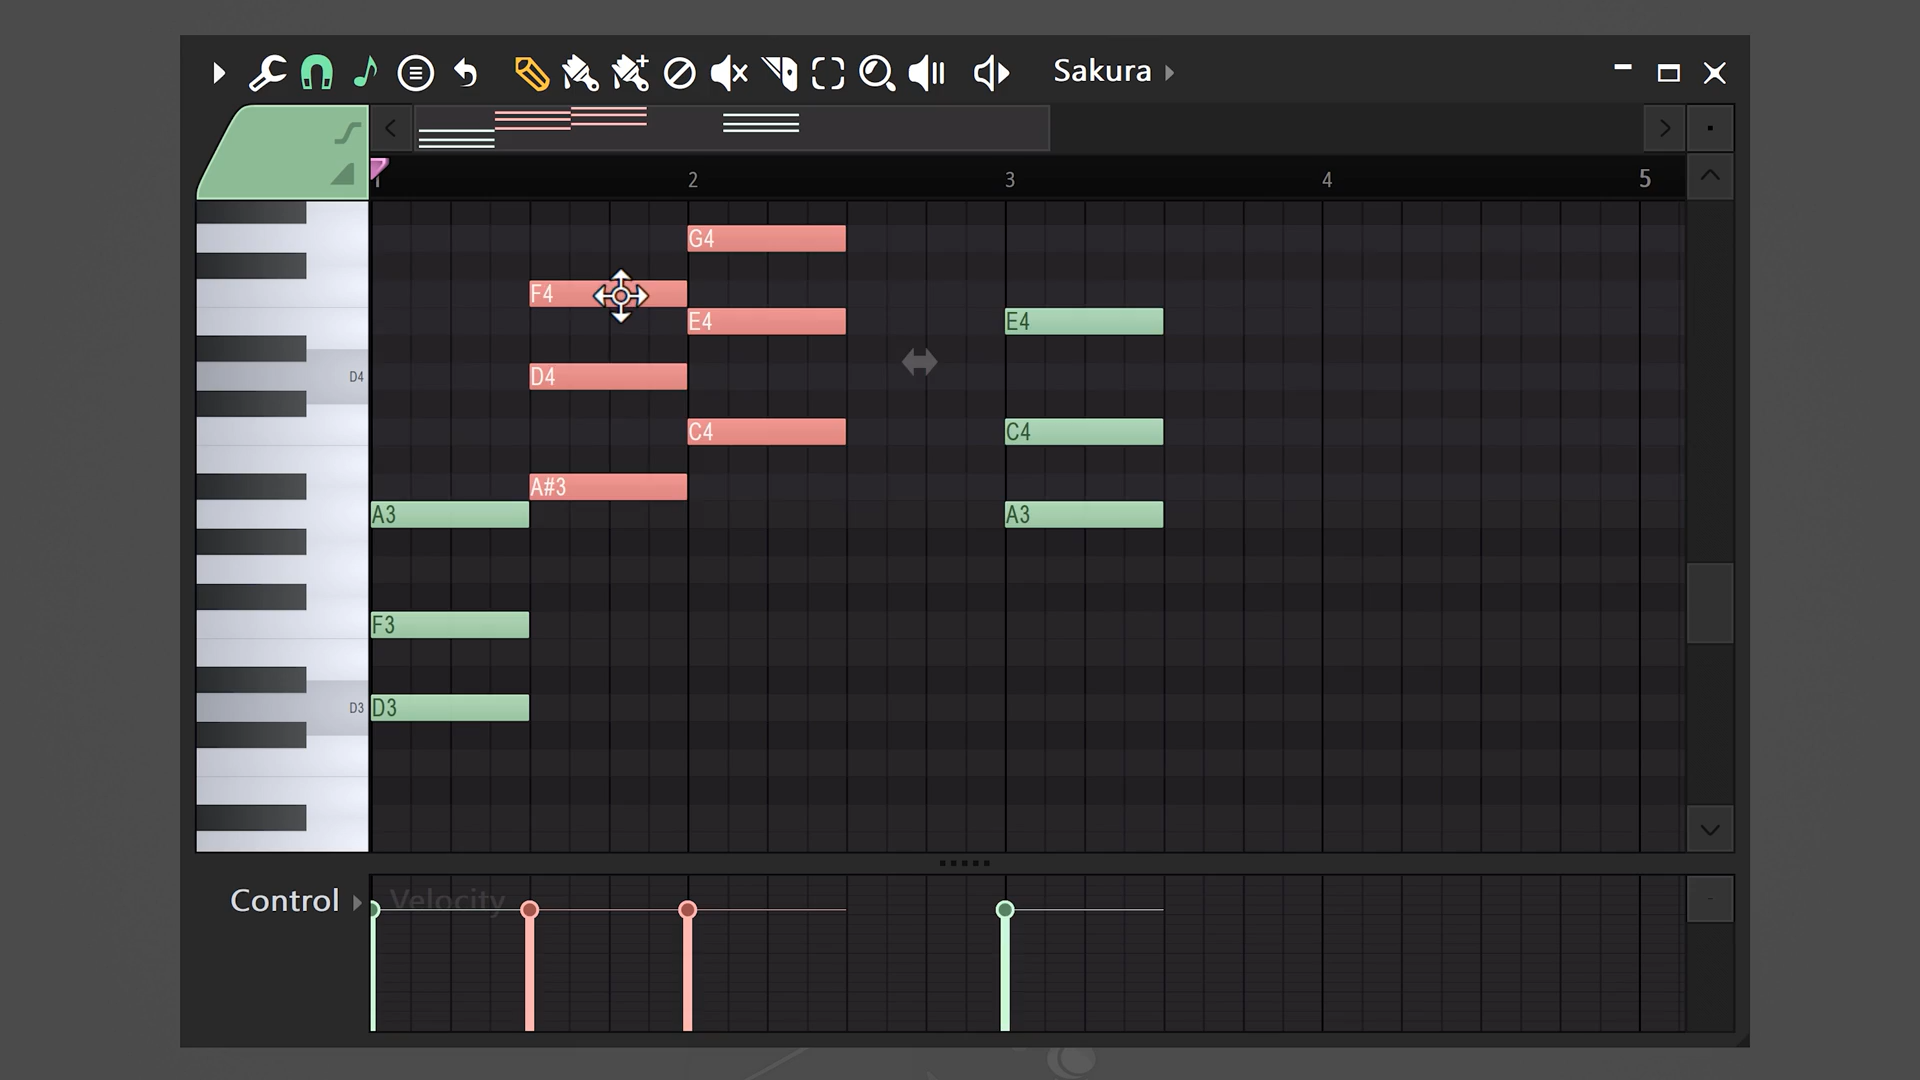 Sakura
1 2 3 4 5
G4
F4
E4 E4
D4 D4
C4 C4
A#3
A3 A3
F3
D3 D3
Control Velocity